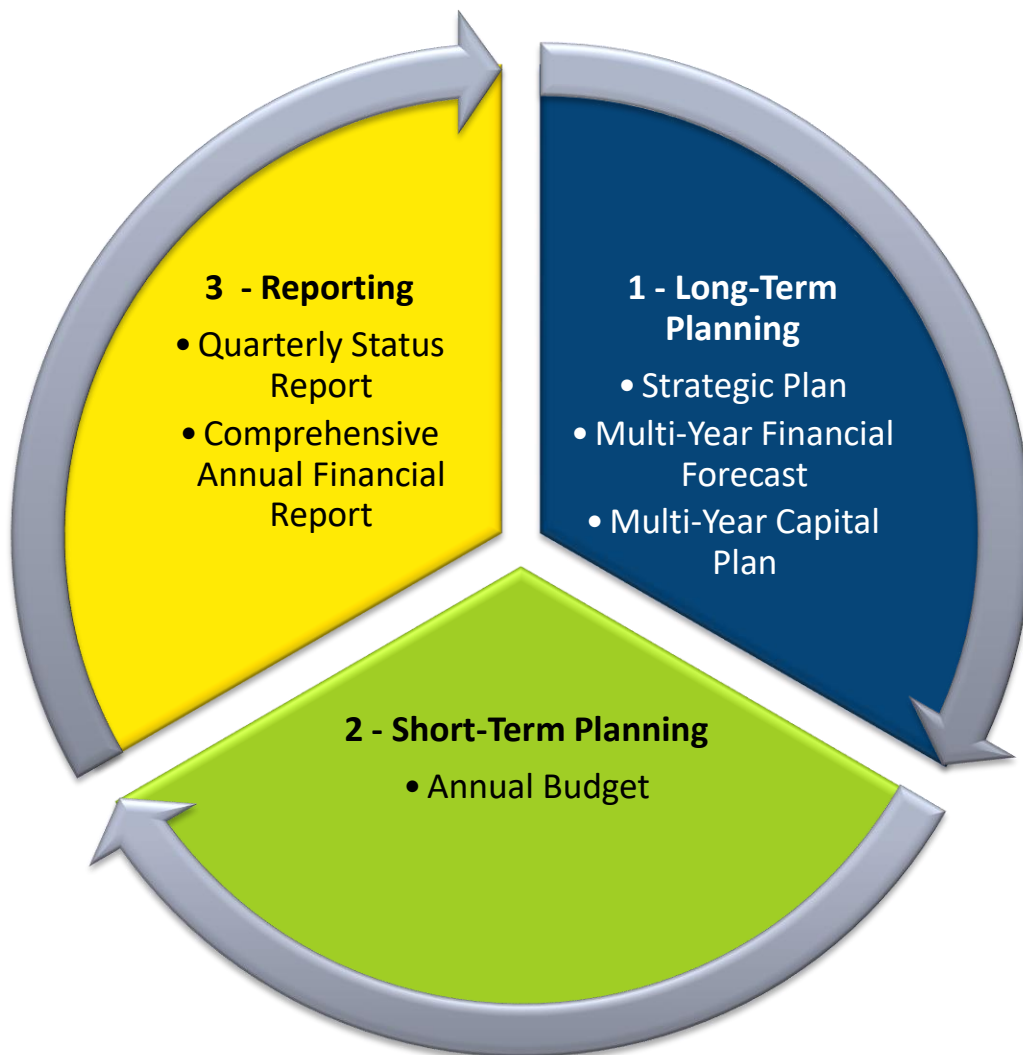 1 - Long-Term
Planning
• Strategic Plan
• Multi-Year Financial
Forecast
• Multi-Year Capital
Plan
2 - Short-Term Planning
• Annual Budget
3 - Reporting
• Quarterly Status
Report
• Comprehensive
Annual Financial
Report